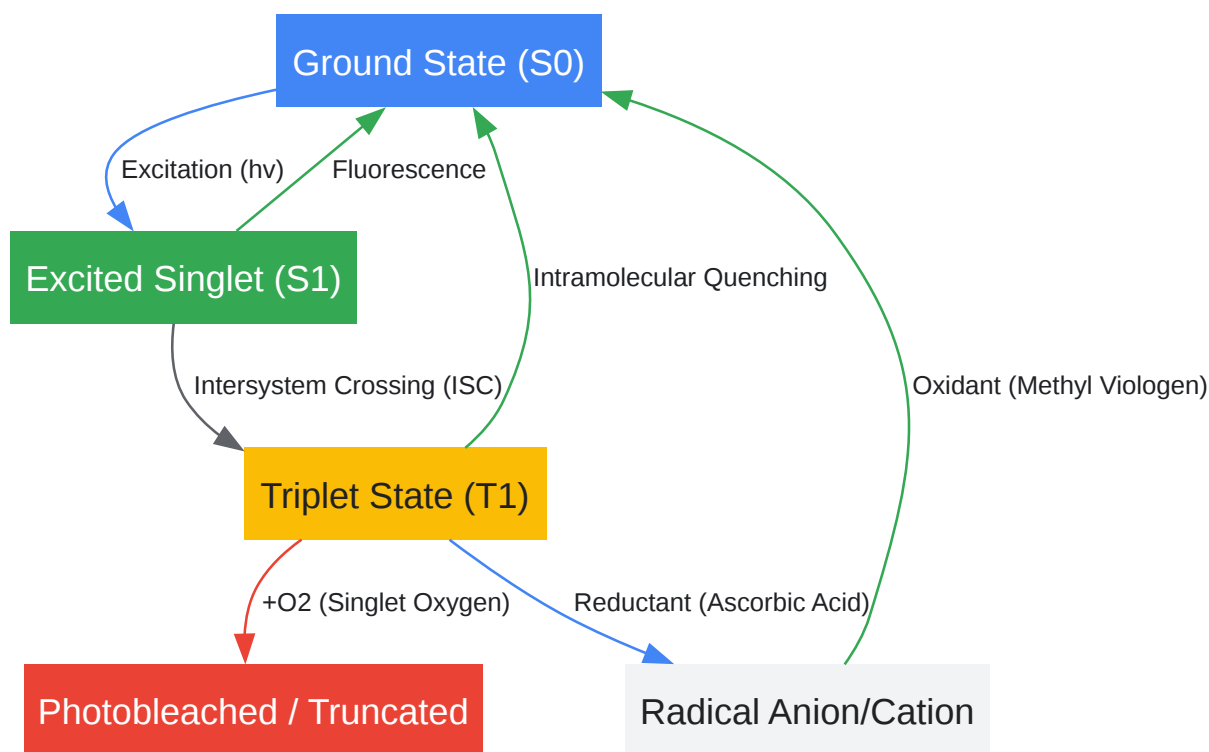 Ground State (S0)
Excitation (hv)
Fluorescence
Excited Singlet (S1)
Intramolecular Quenching
Intersystem Crossing (ISC)
Oxidant (Methyl Viologen)
Triplet State (T1)
+O2 (Singlet Oxygen)
Reductant (Ascorbic Acid)
Photobleached / Truncated
Radical Anion/Cation